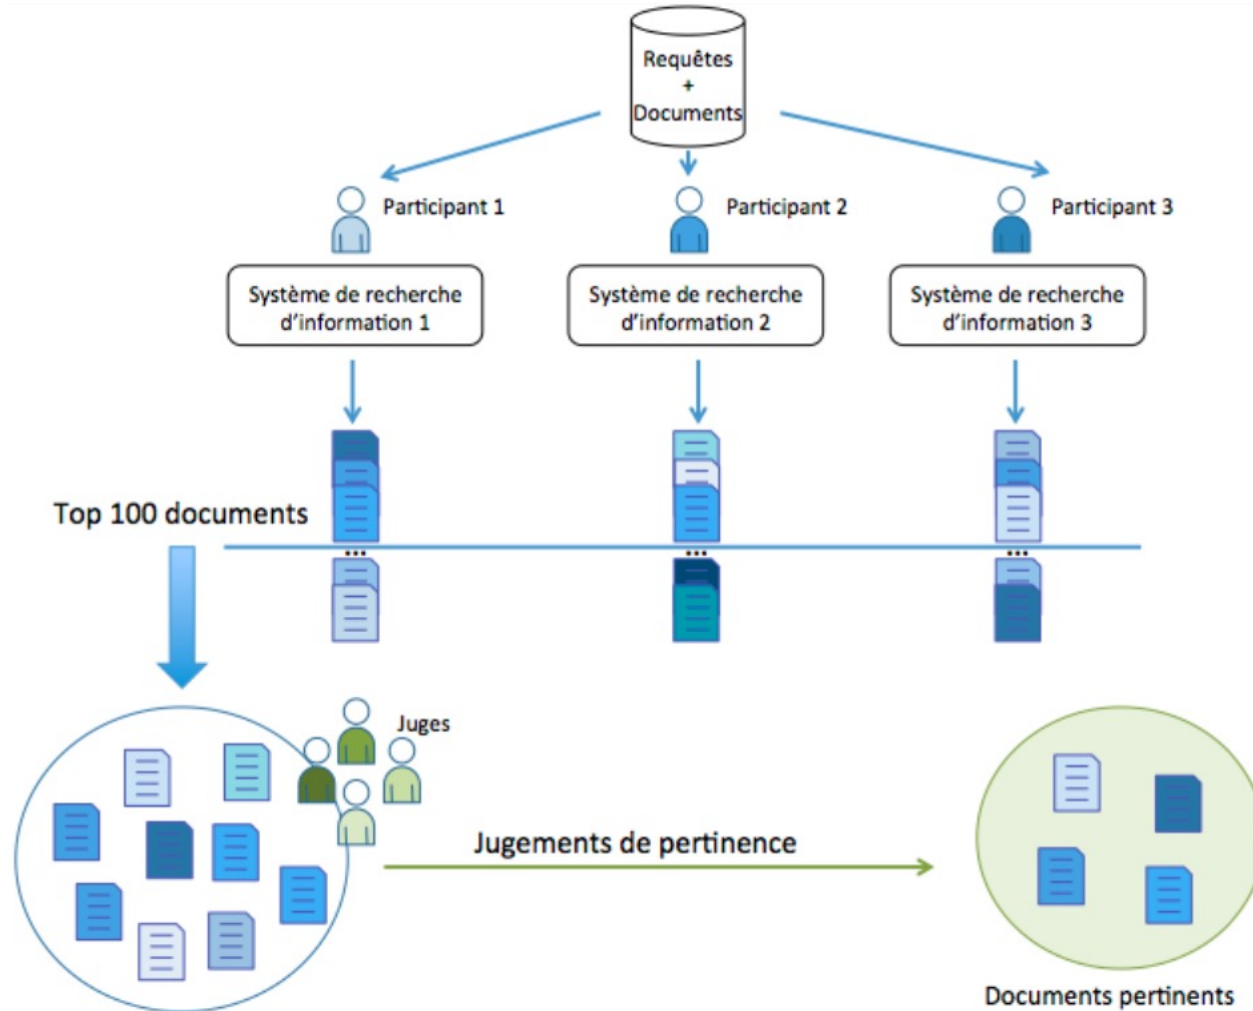 Requêtes
+
Documents
Participant 1
Participant 2
Participant 3
Système de recherche
d'information 1
Système de recherche
d'information 2
Système de recherche
d'information 3
Top 100 documents
...
...
...
Juges
Jugements de pertinence
Documents pertinents